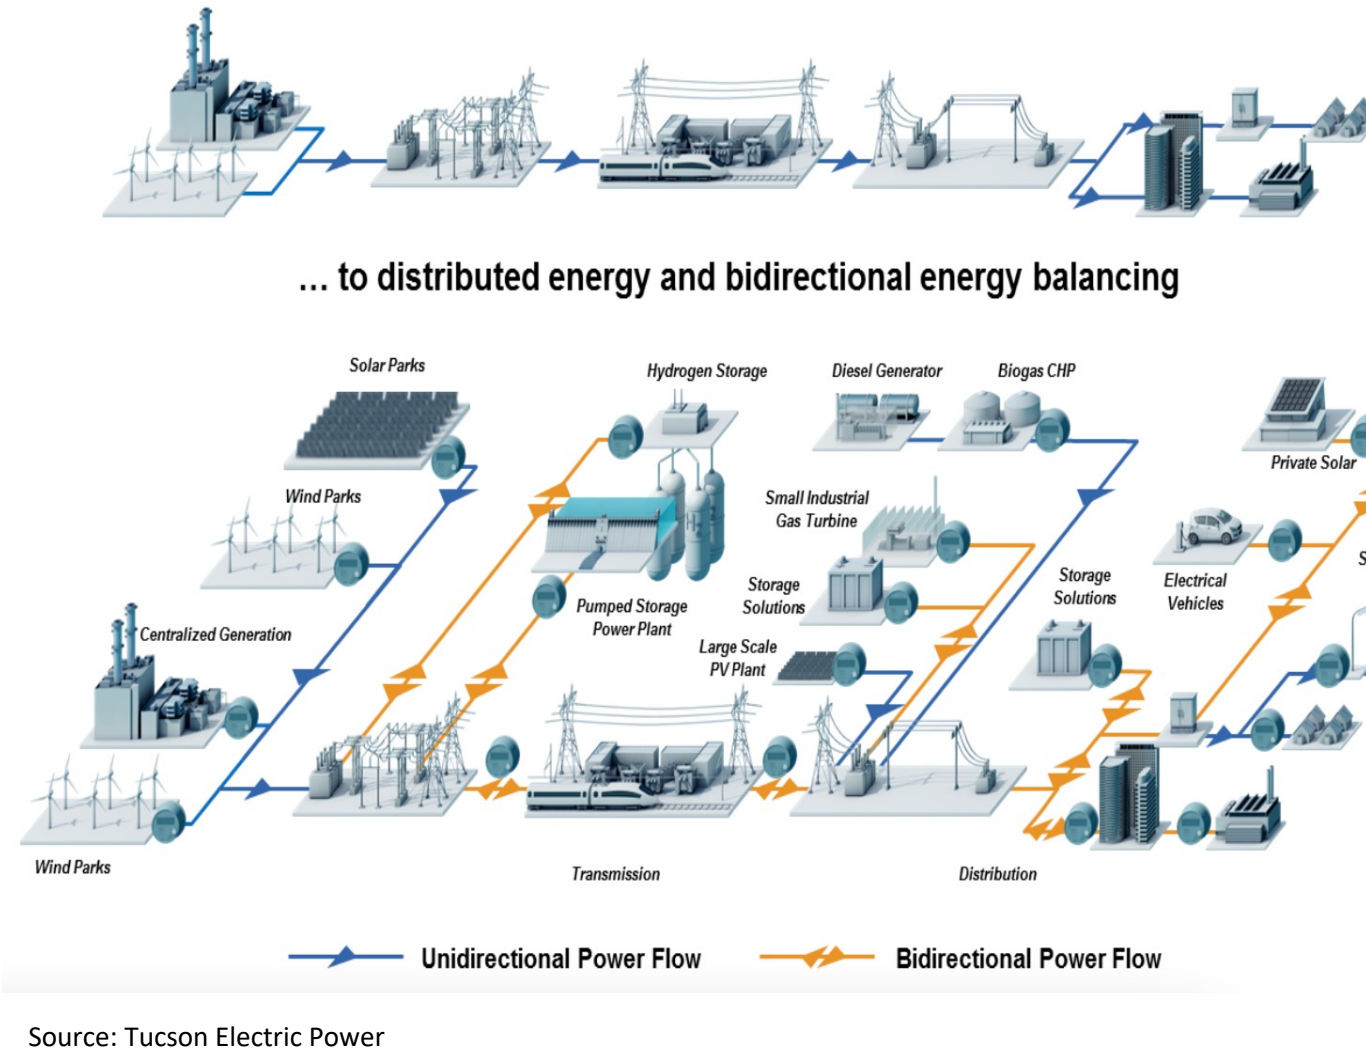 ... to distributed energy and bidirectional energy balancing
Solar Parks
Hydrogen Storage
Diesel Generator
Biogas CHP
Private Solar
Wind Parks
Small Industrial
Gas Turbine
Storage
Solutions
Storage
Solutions
Electrical
Vehicles
Pumped Storage
Power Plant
Centralized Generation
Large Scale
PV Plant
Wind Parks
Transmission
Distribution
Unidirectional Power Flow
Bidirectional Power Flow
Source: Tucson Electric Power